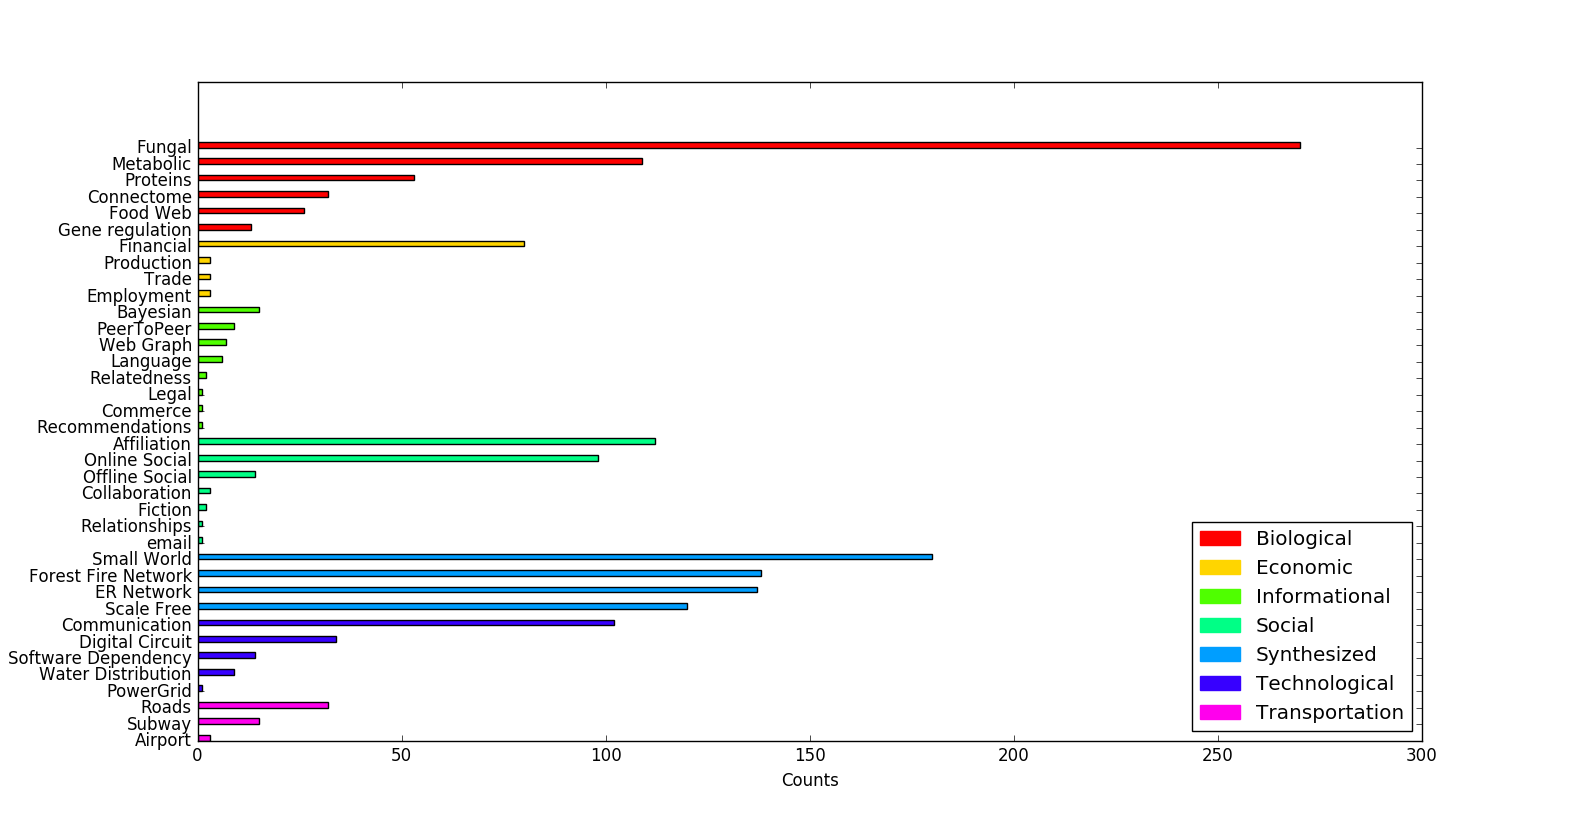 Fungal
Metabolic
Proteins
Connectome
Food Web
Gene regulation
Financial
Production
Trade
Employment
Bayesian
PeerToPeer
Web Graph
Language
Relatedness
Legal
Commerce
Recommendations
Affiliation
Online Social
Offline Social
Collaboration
Fiction
Relationships
email
Small World
Forest Fire Network
ER Network
Scale Free
Communication
Digital Circuit
Software Dependency
Water Distribution
PowerGrid
Roads
Subway
Airport
0 50 100 150 200 250 300
Counts
Biological
Economic
Informational
Social
Synthesized
Technological
Transportation